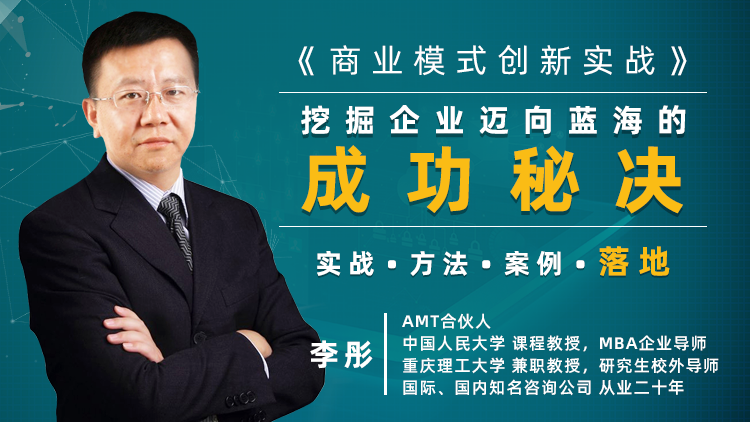 《商业模式创新实战》
挖掘企业迈向蓝海的
成功秘决
实战·方法·案例·落地
李彤
AMT合伙人
中国人民大学 课程教授，MBA企业导师
重庆理工大学 兼职教授，研究生校外导师
国际、国内知名咨询公司 从业二十年